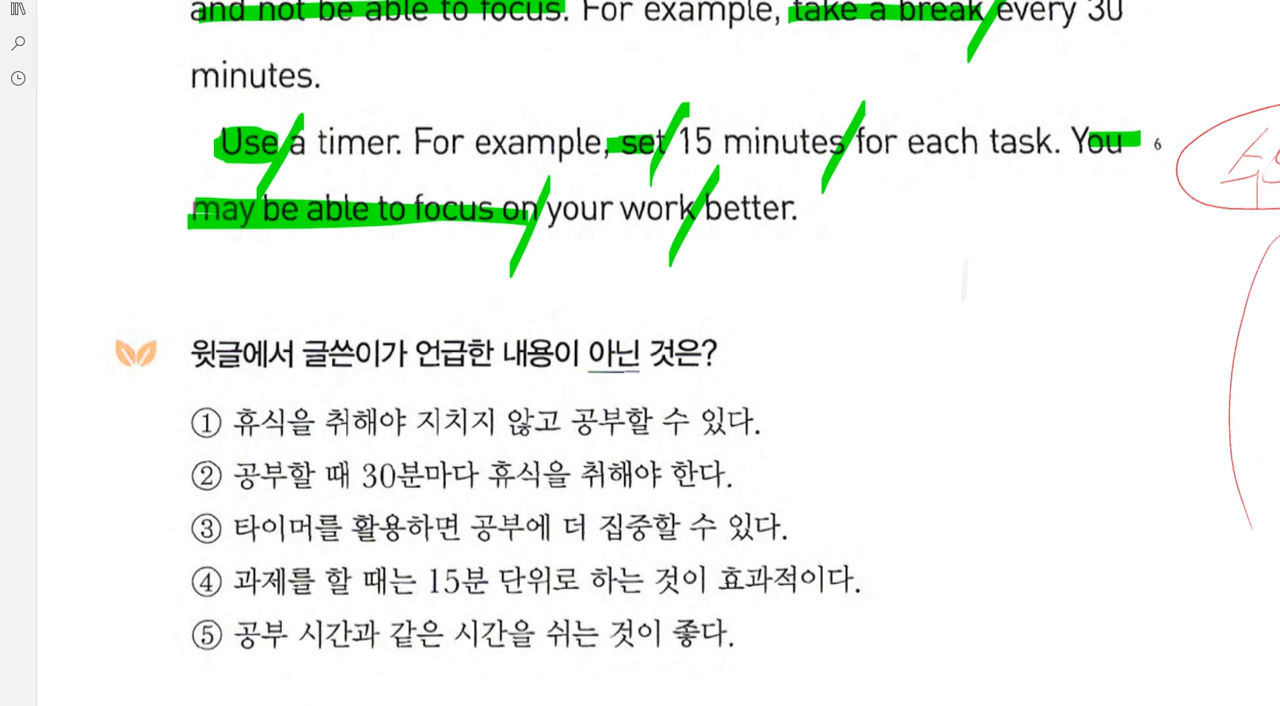 and not be able to focus. For example, take a break every 30
minutes.
Use a timer. For example, set 15 minutes for each task. You 6
may be able to focus on your work better.
윗글에서 글쓴이가 언급한 내용이 아닌 것은?
① 휴식을 취해야 지치지 않고 공부할 수 있다.
② 공부할 때 30분마다 휴식을 취해야 한다.
③ 타이머를 활용하면 공부에 더 집중할 수 있다.
④ 과제를 할 때는 15분 단위로 하는 것이 효과적이다.
⑤ 공부 시간과 같은 시간을 쉬는 것이 좋다.